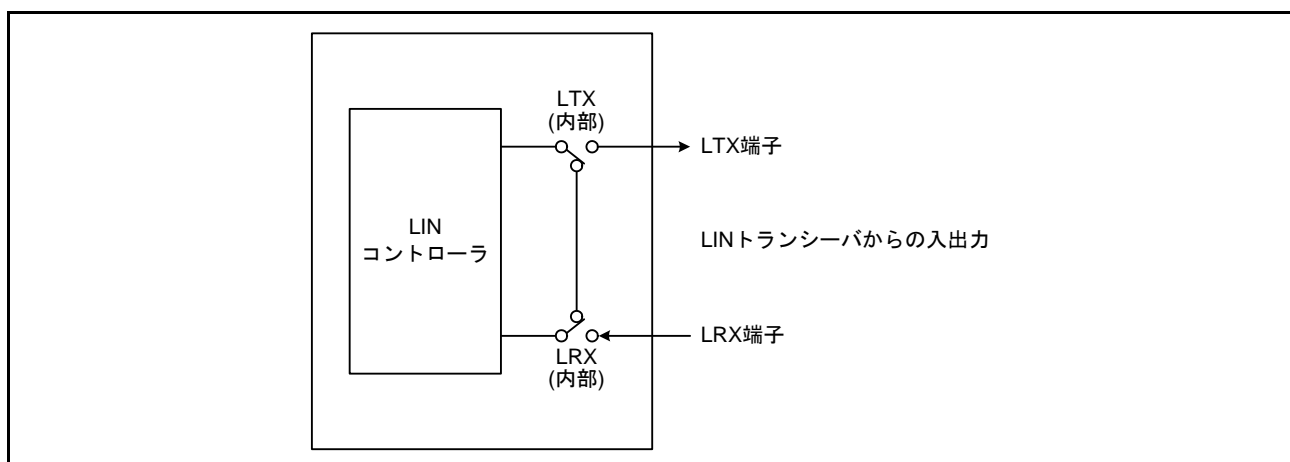 LTX
(内部)
LTX端子
LIN
コントローラ
LINトランシーバからの入出力
LRX端子
LRX
(内部)